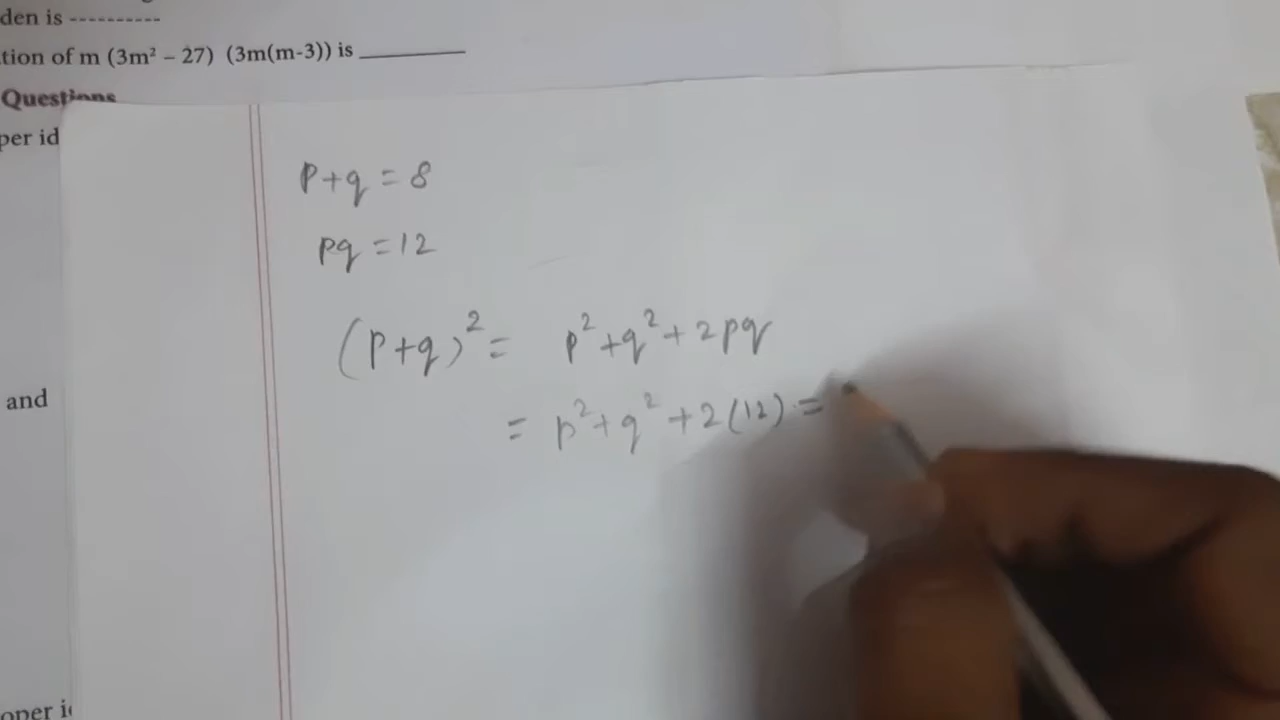 den is ----------
tion of m (3m² – 27) (3m(m-3)) is ________
Questions
per id
P+q = 8
pq = 12
(P+q)² = p²+q²+2pq
and
= p²+q²+2(12) =
oper i